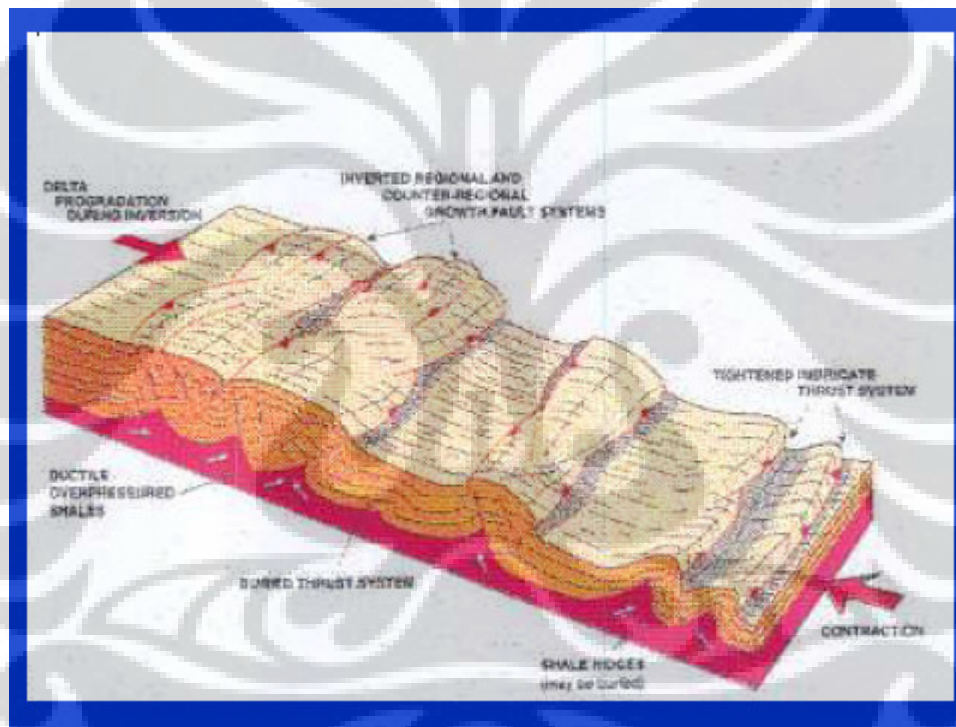 DELTA
PROGRADATION
DURING INVERSION
INVERTED REGIONAL AND
COUNTER-REGIONAL
GROWTH FAULT SYSTEMS
TIGHTENED IMBRICATE
THRUST SYSTEM
DUCTILE
OVERPRESSURED
SHALES
BURIED THRUST SYSTEM
CONTRACTION
SHALE RIDGES
(may be buried)